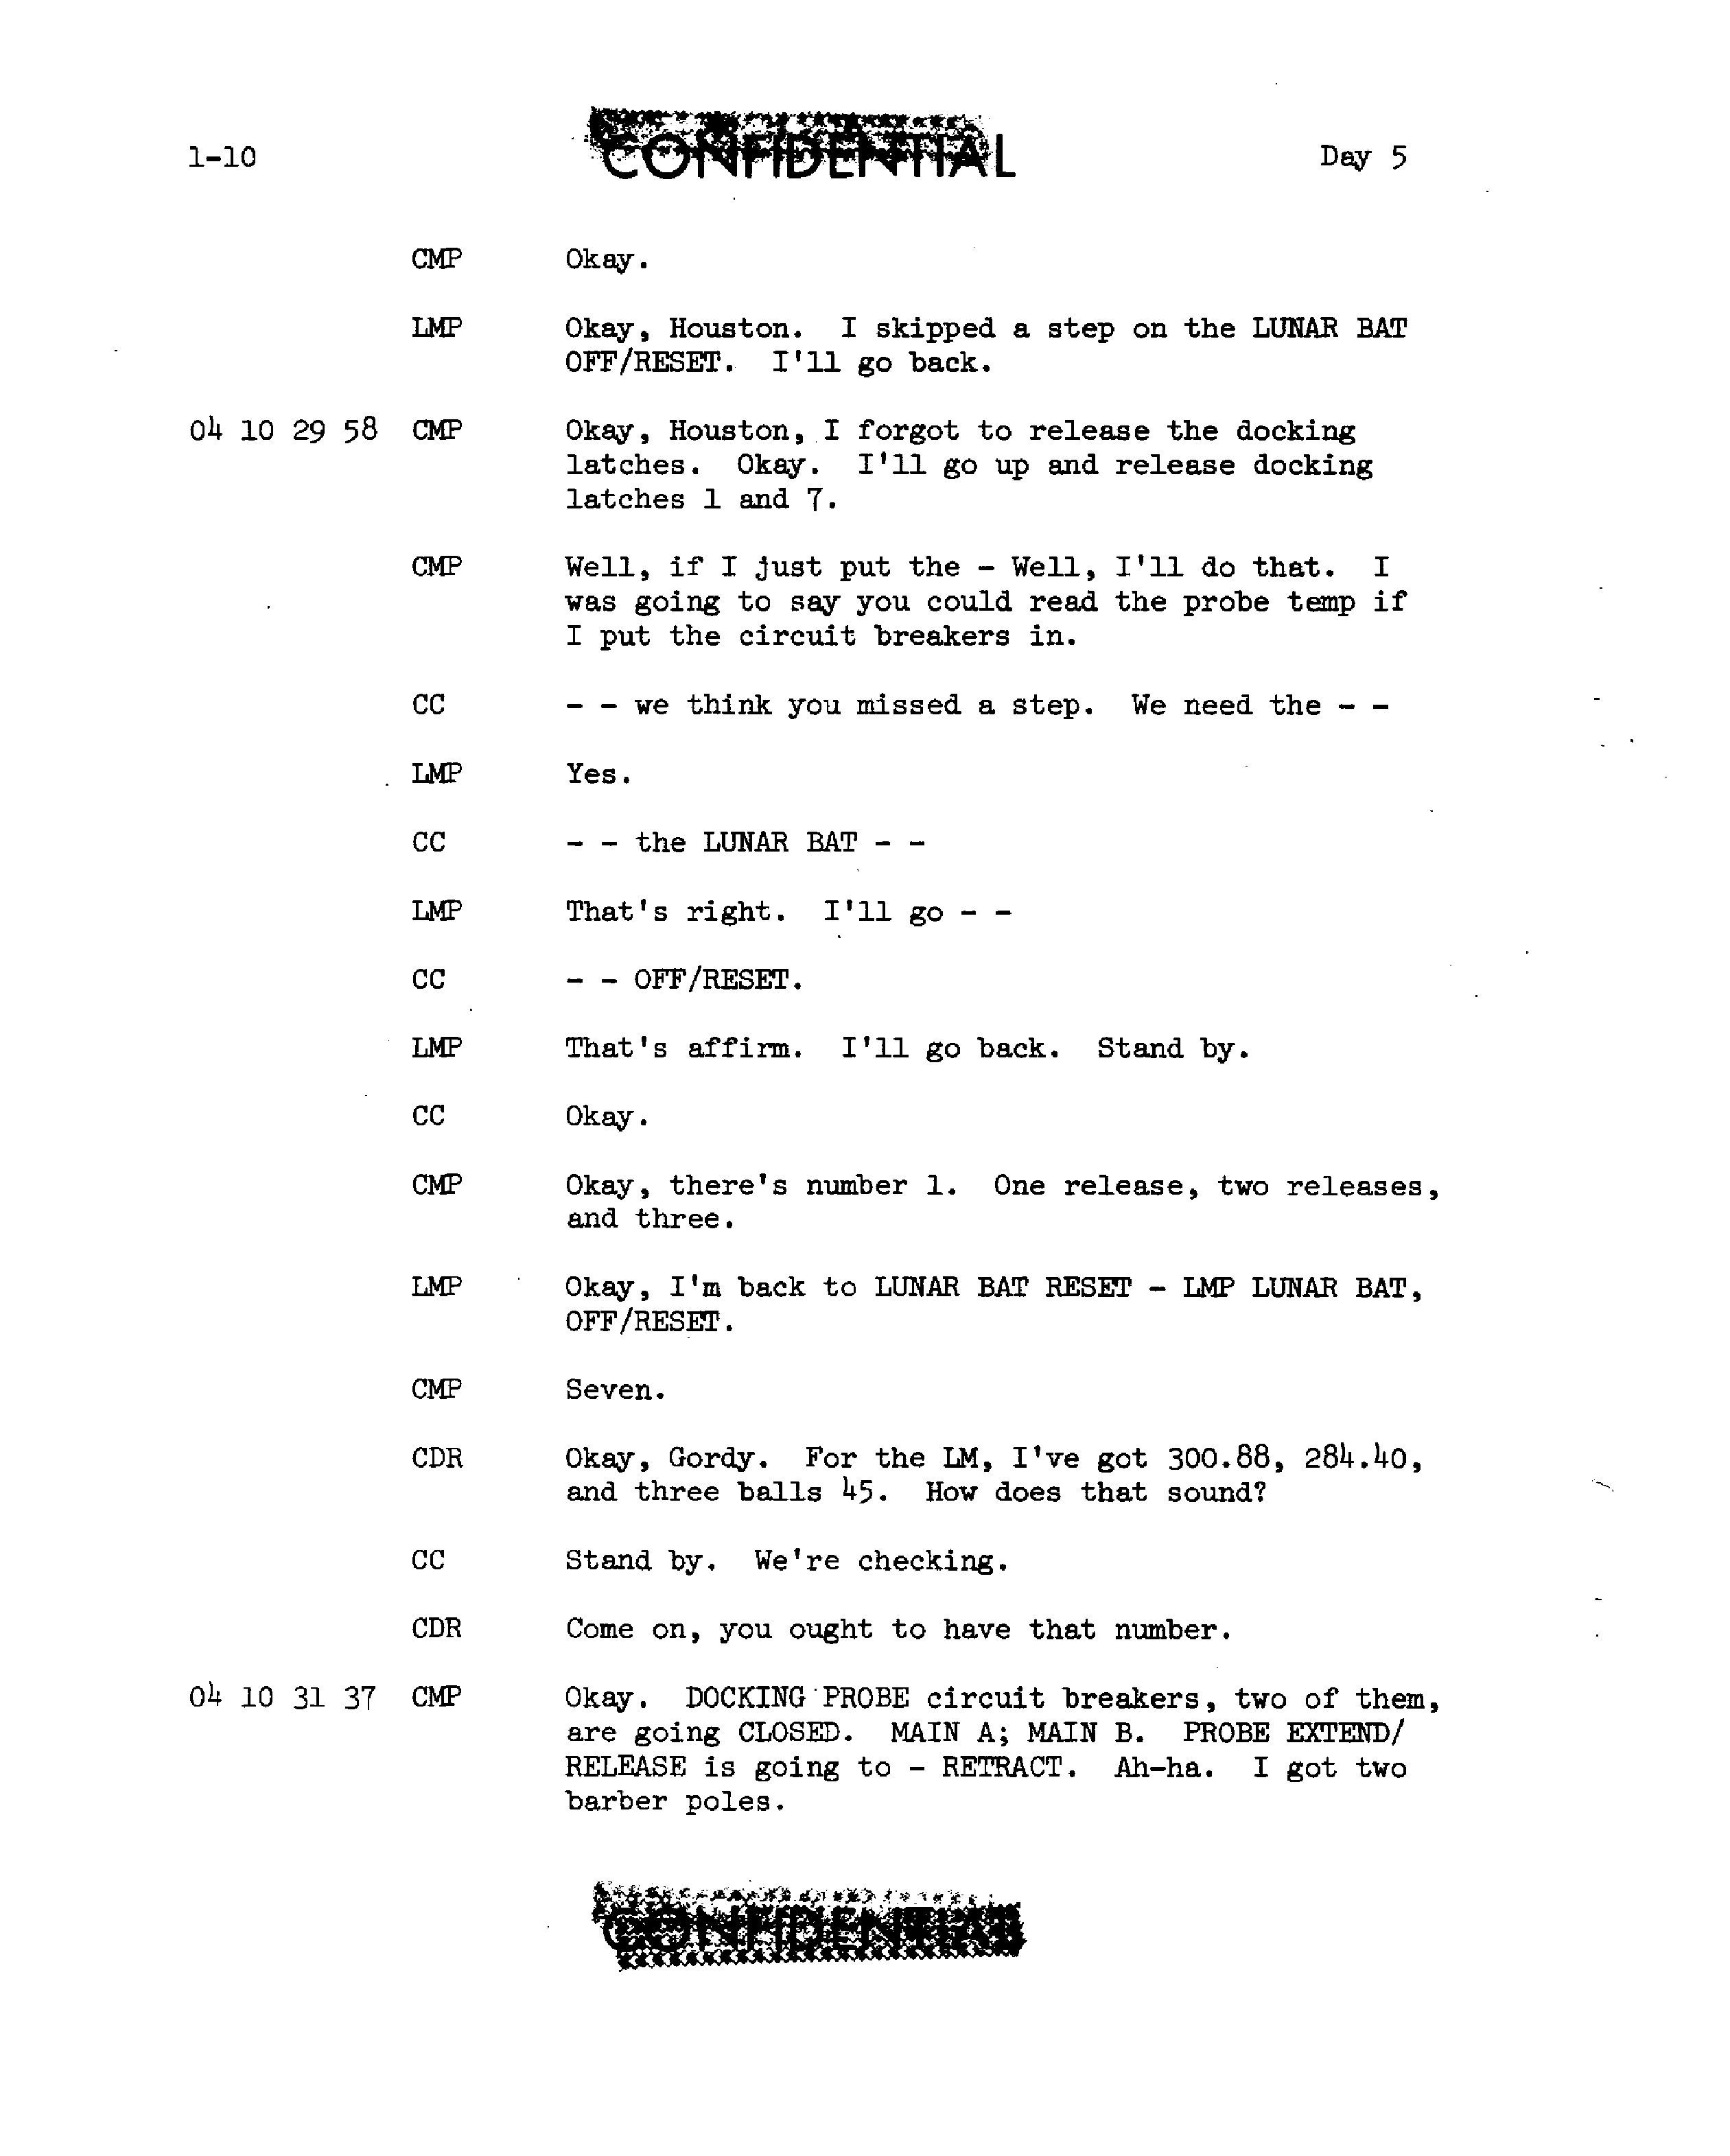 1-10 CONFIDENTIAL Day 5
CMP Okay.
LMP Okay, Houston. I skipped a step on the LUNAR BAT
OFF/RESET. I'll go back.
04 10 29 58 CMP Okay, Houston, I forgot to release the docking
latches. Okay. I'll go up and release docking
latches 1 and 7.
CMP Well, if I just put the - Well, I'll do that. I
was going to say you could read the probe temp if
I put the circuit breakers in.
CC - - we think you missed a step. We need the - -
LMP Yes.
CC - - the LUNAR BAT - -
LMP That's right. I'll go - -
CC - - OFF/RESET.
LMP That's affirm. I'll go back. Stand by.
CC Okay.
CMP Okay, there's number 1. One release, two releases,
and three.
LMP Okay, I'm back to LUNAR BAT RESET - LMP LUNAR BAT,
OFF/RESET.
CMP Seven.
CDR Okay, Gordy. For the LM, I've got 300.88, 284.40,
and three balls 45. How does that sound?
CC Stand by. We're checking.
CDR Come on, you ought to have that number.
04 10 31 37 CMP Okay. DOCKING PROBE circuit breakers, two of them,
are going CLOSED. MAIN A; MAIN B. PROBE EXTEND/
RELEASE is going to - RETRACT. Ah-ha. I got two
barber poles.
CONFIDENTIAL